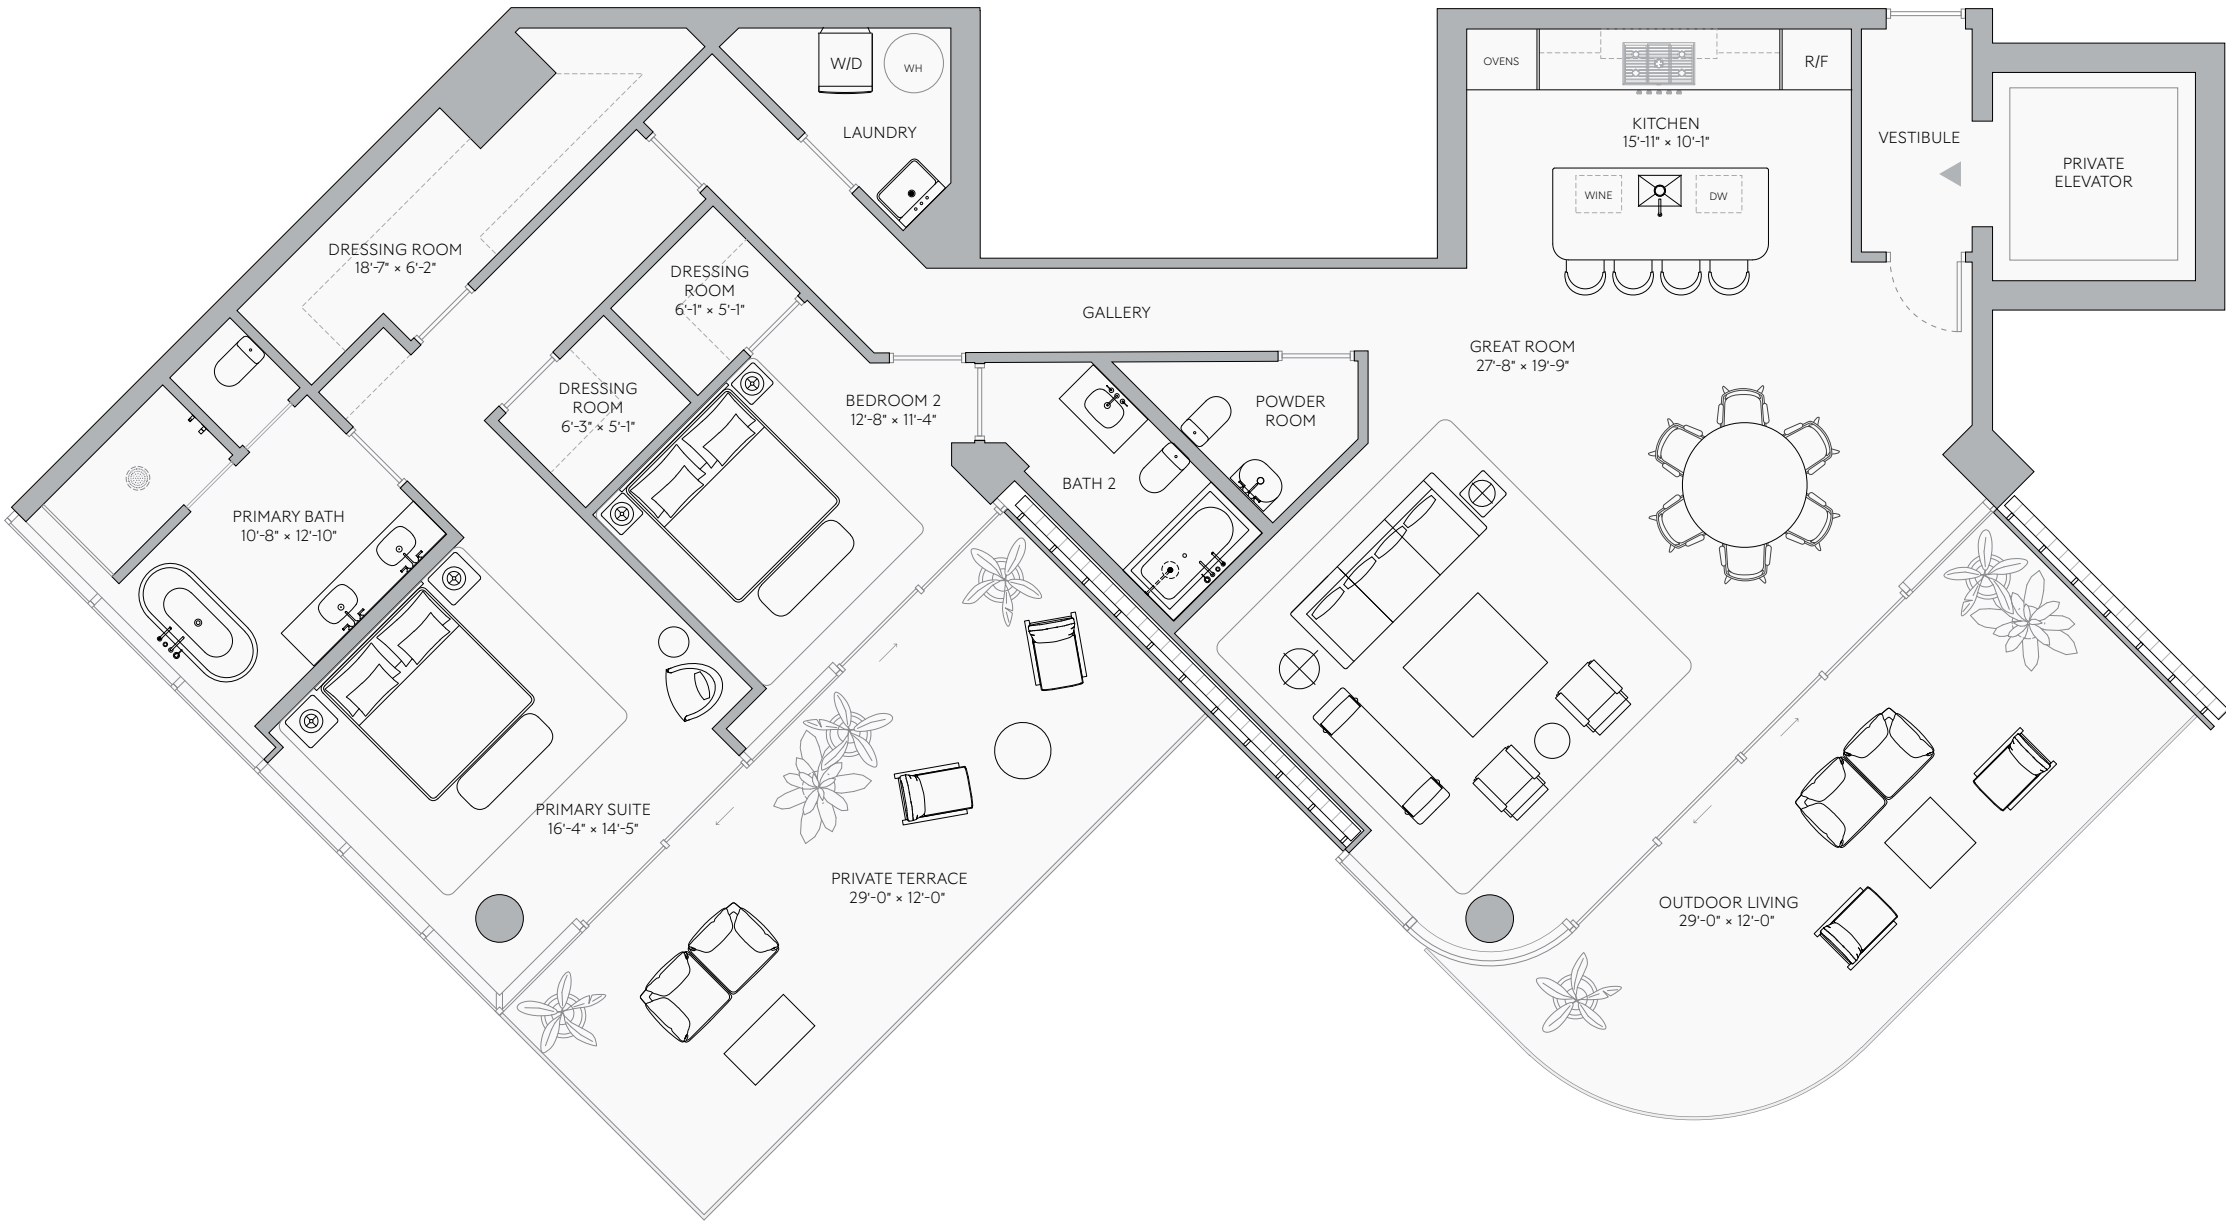 W/D
WH
LAUNDRY
OVENS
R/F
KITCHEN
15'-11" × 10'-1"
VESTIBULE
PRIVATE
ELEVATOR
WINE
DW
DRESSING ROOM
18'-7" × 6'-2"
DRESSING
ROOM
6'-1" × 5'-1"
GALLERY
GREAT ROOM
27'-8" × 19'-9"
DRESSING
ROOM
6'-3" × 5'-1"
BEDROOM 2
12'-8" × 11'-4"
POWDER
ROOM
BATH 2
PRIMARY BATH
10'-8" × 12'-10"
PRIMARY SUITE
16'-4" × 14'-5"
PRIVATE TERRACE
29'-0" × 12'-0"
OUTDOOR LIVING
29'-0" × 12'-0"